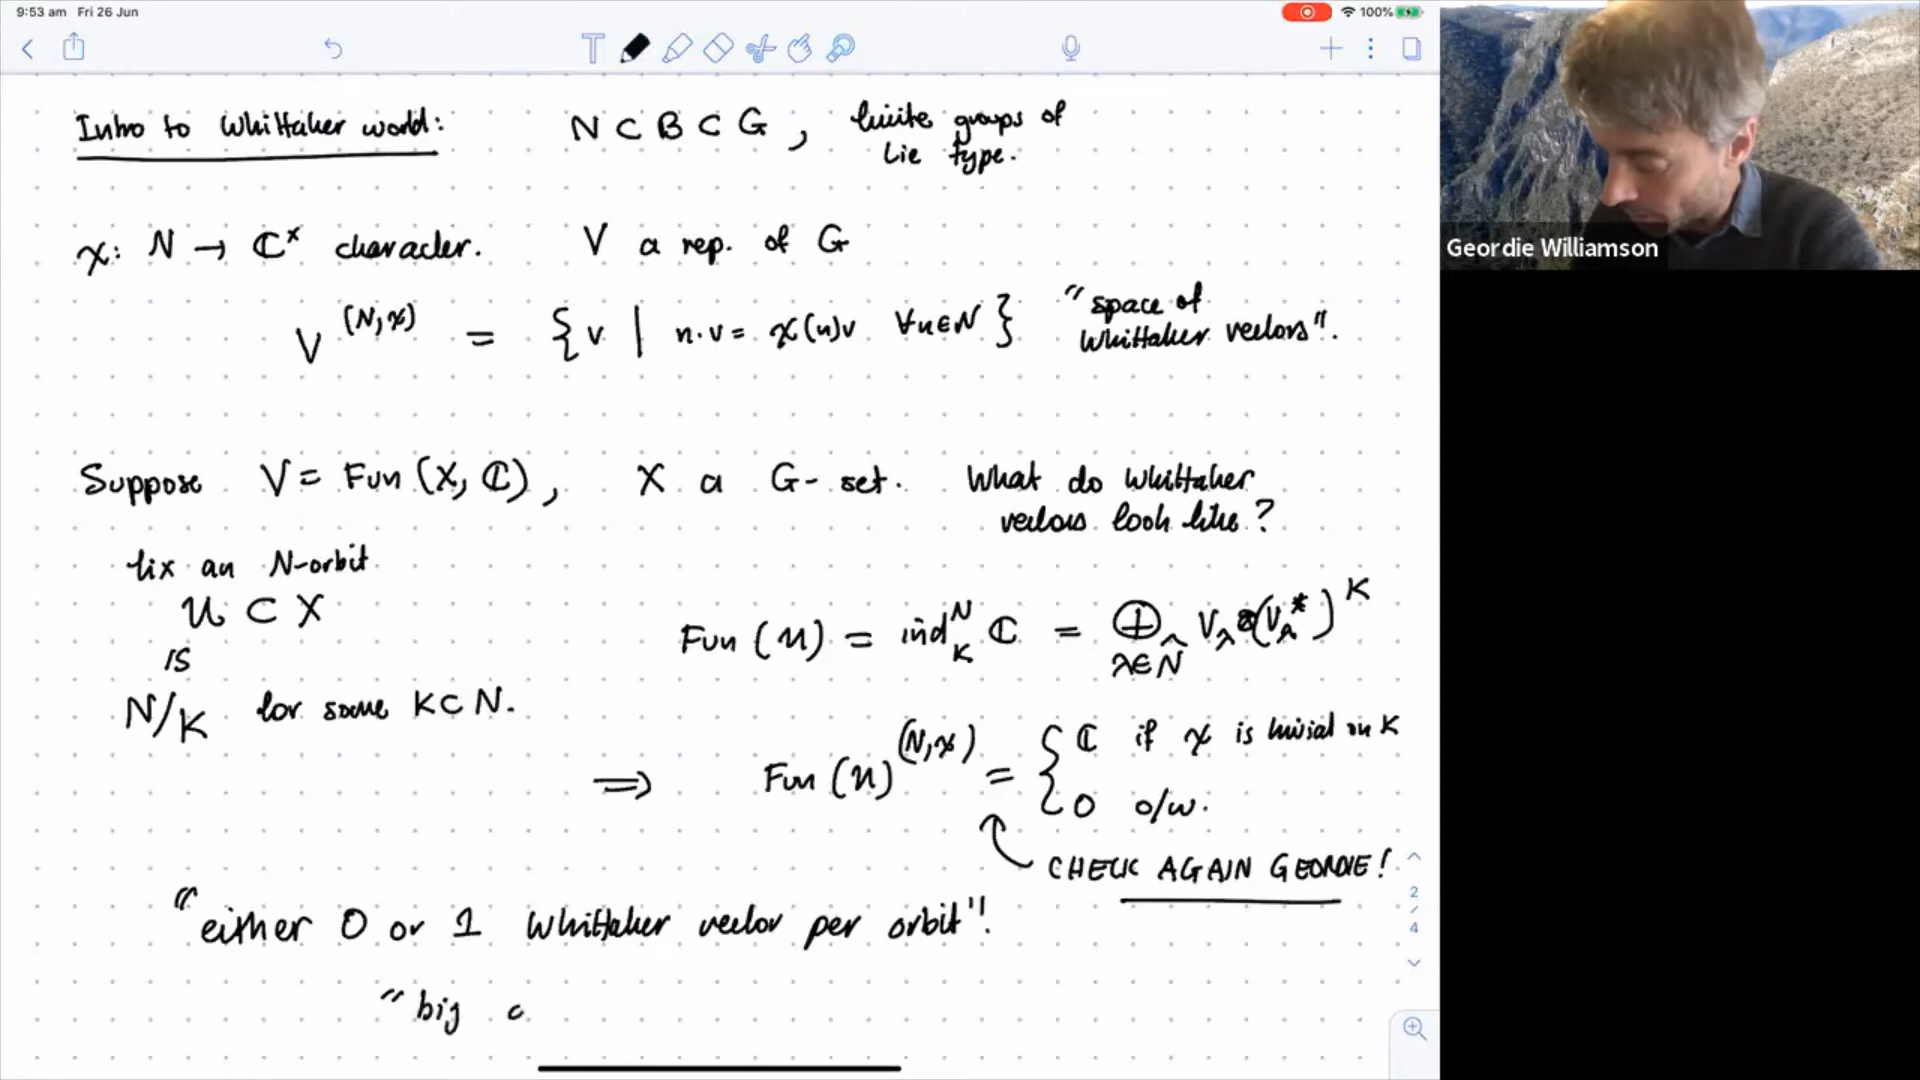 9:53 am Fri 26 Jun
100%
Intro to Whittaker world: N ⊂ B ⊂ G, finite groups of
Lie type.
χ: N → ℂ^× character. V a rep. of G
V^(N,χ) = {v | n·v = χ(n)v ∀n∈N} "space of
Whittaker vectors".
Suppose V = Fun(X, ℂ), X a G-set. What do Whittaker
vectors look like?
fix an N-orbit
U ⊂ X
IS
N/K for some K⊂N.
Fun(U) = ind_K^N ℂ = ⊕_{λ∈N̂} V_λ ⊗ (V_λ^*)^K
⟹ Fun(U)^(N,χ) = { ℂ if χ is trivial on K
0 o/w.
CHECK AGAIN GEORDIE!
"either 0 or 1 Whittaker vector per orbit"!
"big c
Geordie Williamson
2
/
4